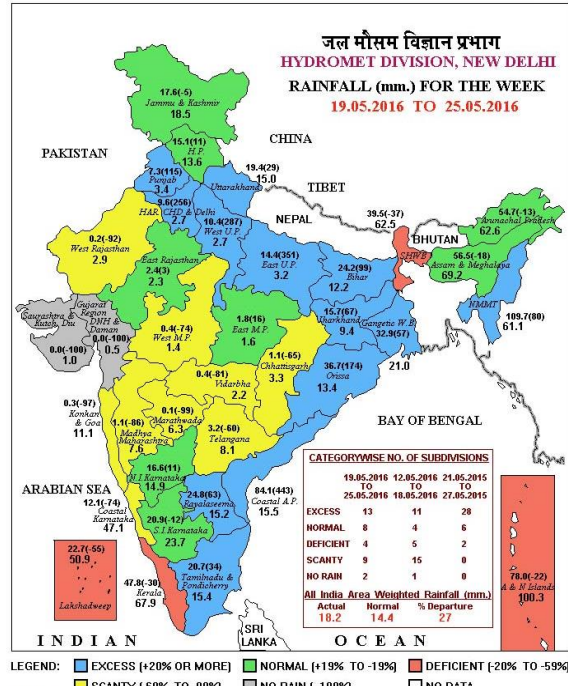 जल मौसम विज्ञान प्रभाग
HYDROMET DIVISION, NEW DELHI
RAINFALL (mm.) FOR THE WEEK
19.05.2016 TO 25.05.2016
17.6(-5)
Jammu & Kashmir
18.5
CHINA
PAKISTAN
15.1(11)
H.P.
13.6
7.3(115)
Punjab
3.4
19.4(29)
Uttarakhand
15.0
TIBET
9.6(256)
HAR. CHD & Delhi
2.7
10.4(287)
West U.P.
2.7
NEPAL
39.5(-37)
62.5
SHWB
BHUTAN
54.7(-13)
Arunachal Pradesh
62.6
0.2(-92)
West Rajasthan
2.9
East Rajasthan
2.4(3)
2.3
14.4(351)
East U.P.
3.2
24.2(99)
Bihar
12.2
56.5(-18)
Assam & Meghalaya
69.2
NMMT
109.7(80)
61.1
Saurashtra &
Kutch, Diu
0.0(-100)
1.0
Gujarat
Region
DNH &
Daman
0.0(-100)
0.5
0.4(-74)
West M.P.
1.4
1.8(16)
East M.P.
1.6
15.7(67)
Jharkhand
9.4
Gangetic W.B.
32.9(57)
21.0
1.1(-65)
Chhattisgarh
3.3
36.7(174)
Orissa
13.4
0.4(-81)
Vidarbha
2.2
0.3(-97)
Konkan
& Goa
11.1
1.1(-86)
Madhya
Maharashtra
7.6
0.1(-99)
Marathwada
6.3
3.2(-60)
Telangana
8.1
BAY OF BENGAL
ARABIAN SEA
16.6(11)
N.I.Karnataka
14.9
24.8(63)
Rayalaseema
15.2
84.1(443)
Coastal A.P.
15.5
12.1(-74)
Coastal
Karnataka
47.1
20.9(-12)
S.I.Karnataka
23.7
22.7(-55)
50.9
Lakshadweep
47.8(-30)
Kerala
67.9
20.7(34)
Tamilnadu &
Pondicherry
15.4
CATEGORYWISE NO. OF SUBDIVISIONS
19.05.2016 12.05.2016 21.05.2015
TO TO TO
25.05.2016 18.05.2016 27.05.2015
EXCESS 13 11 28
NORMAL 8 4 6
DEFICIENT 4 5 2
SCANTY 9 15 0
NO RAIN 2 1 0
All India Area Weighted Rainfall (mm.)
Actual Normal % Departure
18.2 14.4 27
78.0(-22)
A & N Islands
100.3
SRI
LANKA
INDIAN OCEAN
LEGEND: EXCESS (+20% OR MORE) NORMAL (+19% TO -19%) DEFICIENT (-20% TO -59%)
SCANTY (-60% TO -99%) NO RAIN (-100%) NO DATA